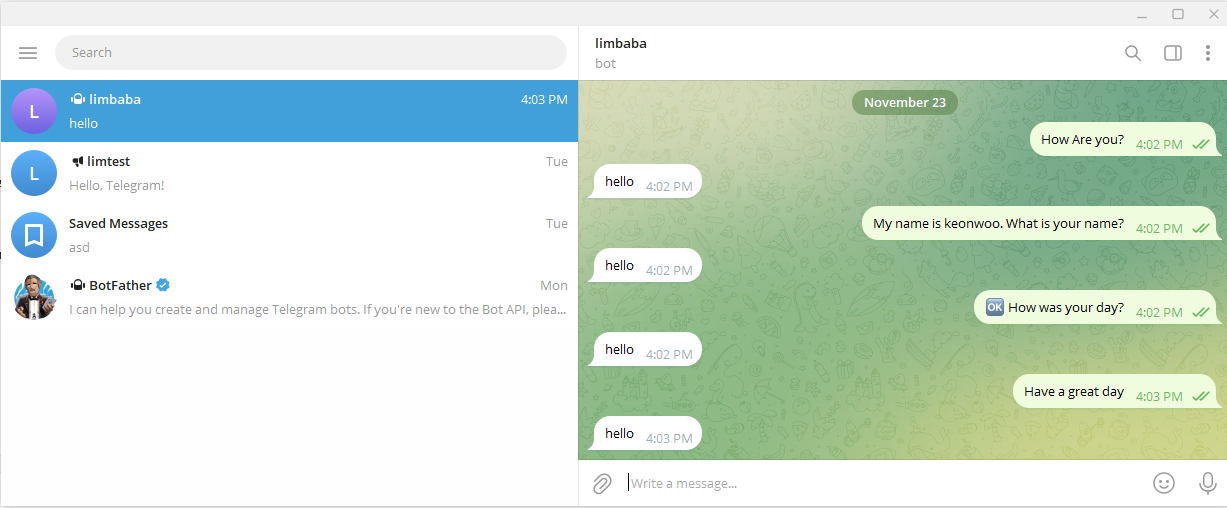 Search
L
limbaba
4:03 PM
hello
L
limtest
Tue
Hello, Telegram!
Saved Messages
Tue
asd
BotFather
Mon
I can help you create and manage Telegram bots. If you're new to the Bot API, plea...
limbaba
bot
November 23
How Are you? 4:02 PM
hello 4:02 PM
My name is keonwoo. What is your name? 4:02 PM
hello 4:02 PM
🆗 How was your day? 4:02 PM
hello 4:02 PM
Have a great day 4:03 PM
hello 4:03 PM
Write a message...